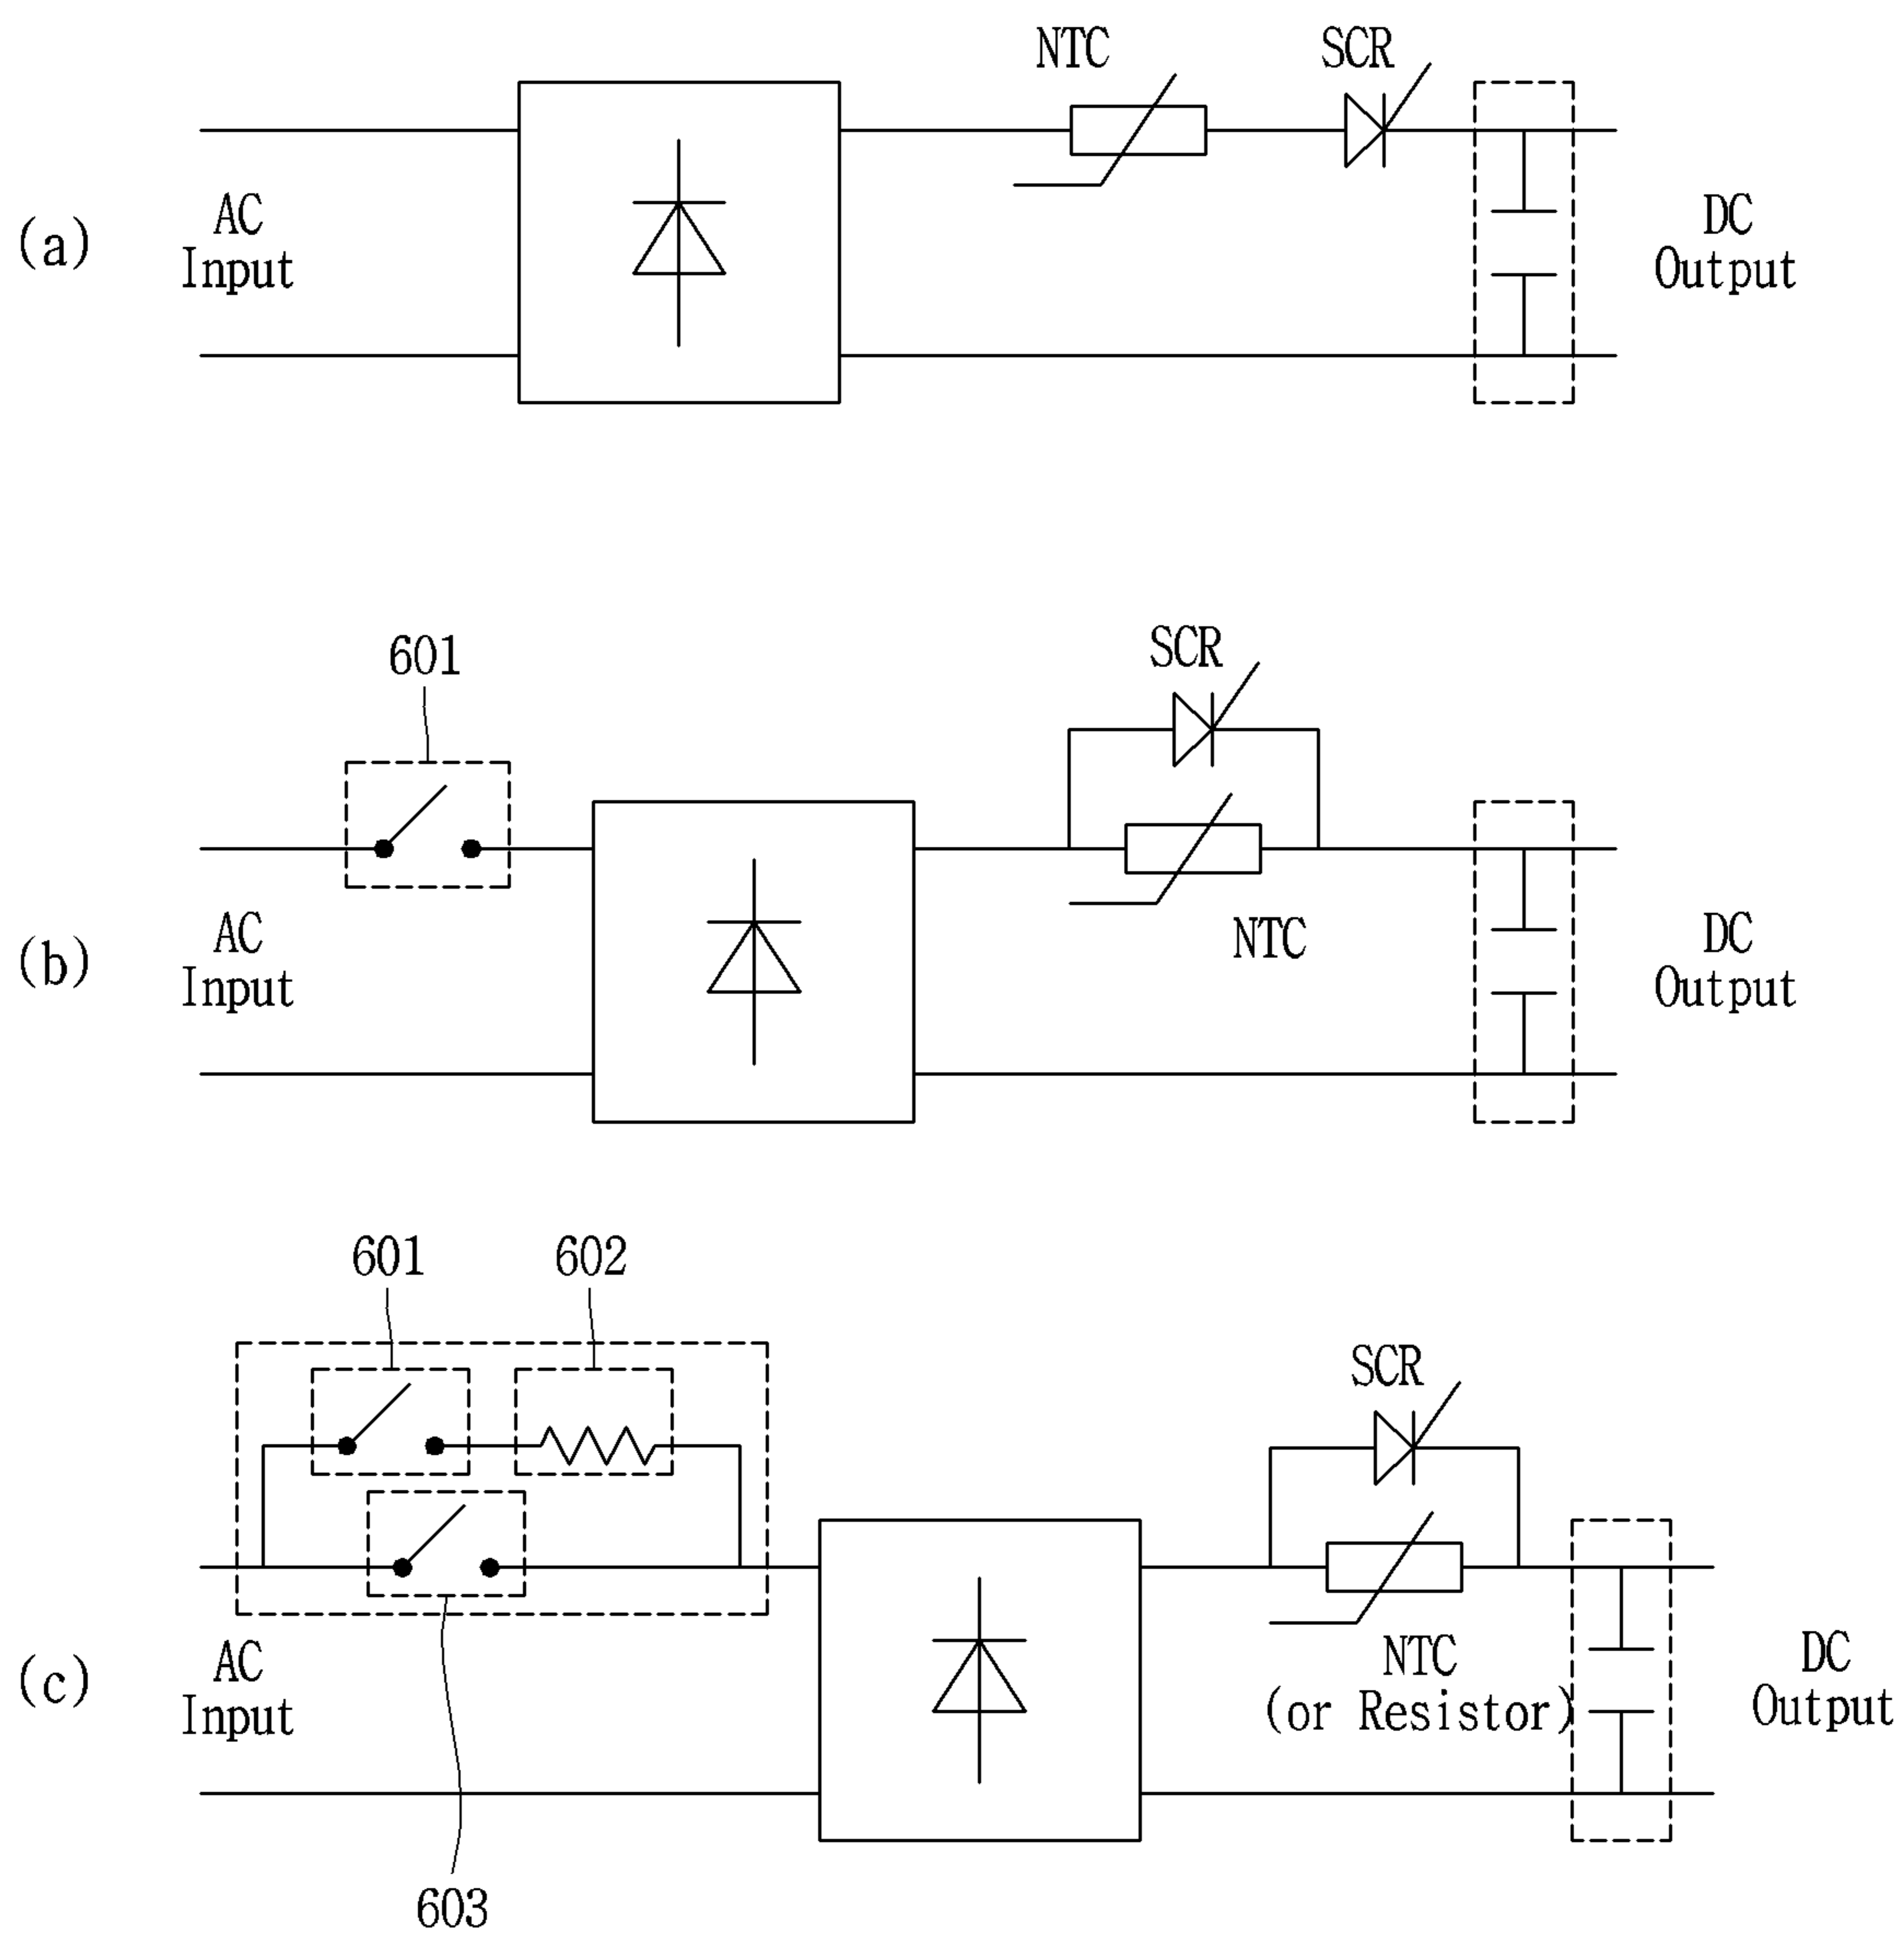 NTC
SCR
(a)
AC
Input
DC
Output
601
SCR
(b)
AC
Input
NTC
DC
Output
601
602
SCR
(c)
AC
Input
NTC
(or Resistor)
DC
Output
603